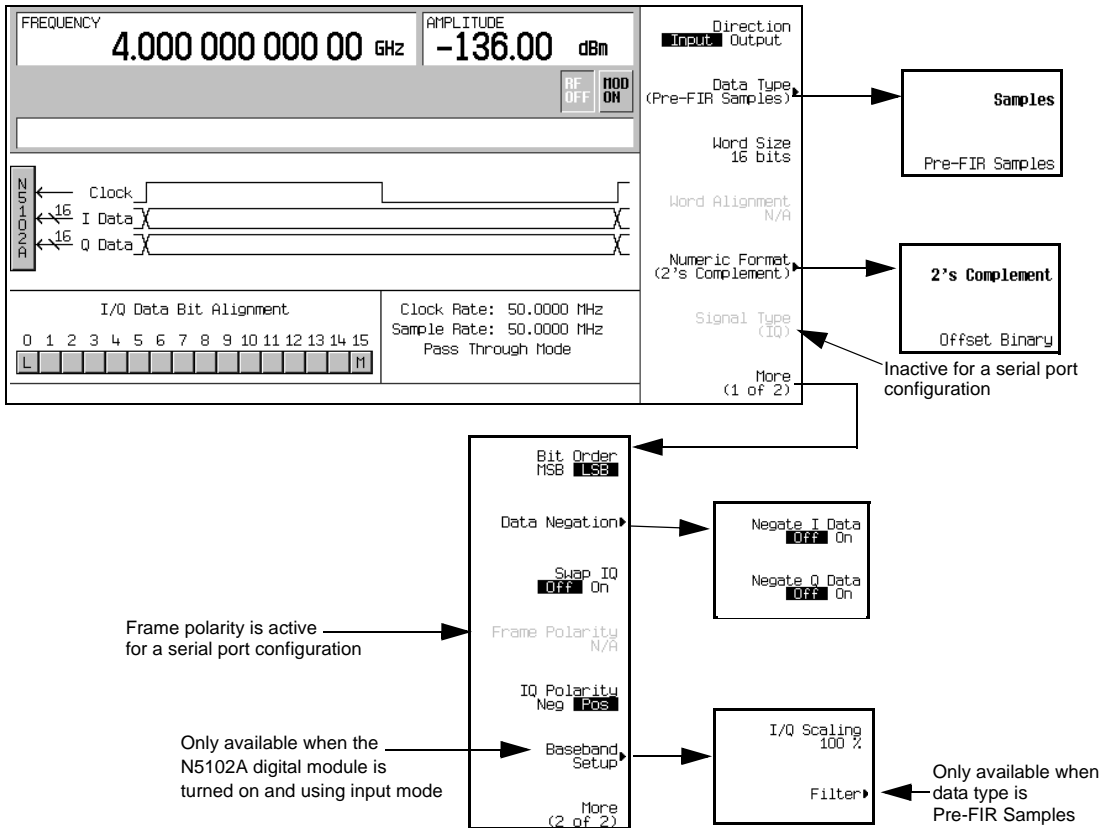 FREQUENCY
4.000 000 000 00 GHz
AMPLITUDE
-136.00 dBm
RF OFF
MOD ON
N5102A
Clock
16 I Data
16 Q Data
I/Q Data Bit Alignment
0 1 2 3 4 5 6 7 8 9 10 11 12 13 14 15
L M
Clock Rate: 50.0000 MHz
Sample Rate: 50.0000 MHz
Pass Through Mode
Direction
Input Output
Data Type
(Pre-FIR Samples)
Word Size
16 bits
Word Alignment
N/A
Numeric Format
(2's Complement)
Signal Type
(IQ)
More
(1 of 2)
Samples
Pre-FIR Samples
2's Complement
Offset Binary
Inactive for a serial port
configuration
Bit Order
MSB LSB
Data Negation
Swap IQ
Off On
Frame Polarity
N/A
IQ Polarity
Neg Pos
Baseband
Setup
More
(2 of 2)
Negate I Data
Off On
Negate Q Data
Off On
Frame polarity is active
for a serial port configuration
Only available when the
N5102A digital module is
turned on and using input mode
I/Q Scaling
100 %
Filter
Only available when
data type is
Pre-FIR Samples